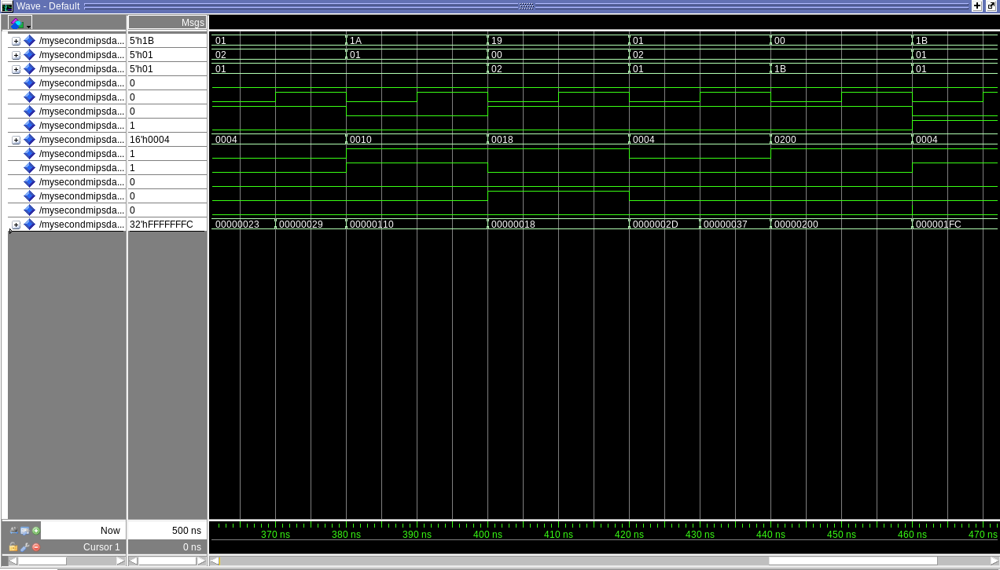 Wave - Default
Msgs
/mysecondmipsda... 5'h1B 01 1A 19 01 00 1B
/mysecondmipsda... 5'h01 02 01 00 02 01
/mysecondmipsda... 5'h01 01 02 01 1B 01
/mysecondmipsda... 0
/mysecondmipsda... 0
/mysecondmipsda... 0
/mysecondmipsda... 1
/mysecondmipsda... 16'h0004 0004 0010 0018 0004 0200 0004
/mysecondmipsda... 1
/mysecondmipsda... 1
/mysecondmipsda... 0
/mysecondmipsda... 0
/mysecondmipsda... 0
/mysecondmipsda... 32'hFFFFFFFC 00000023 00000029 00000110 00000018 0000002D 00000037 00000200 000001FC
Now 500 ns 370 ns 380 ns 390 ns 400 ns 410 ns 420 ns 430 ns 440 ns 450 ns 460 ns 470 ns
Cursor 1 0 ns